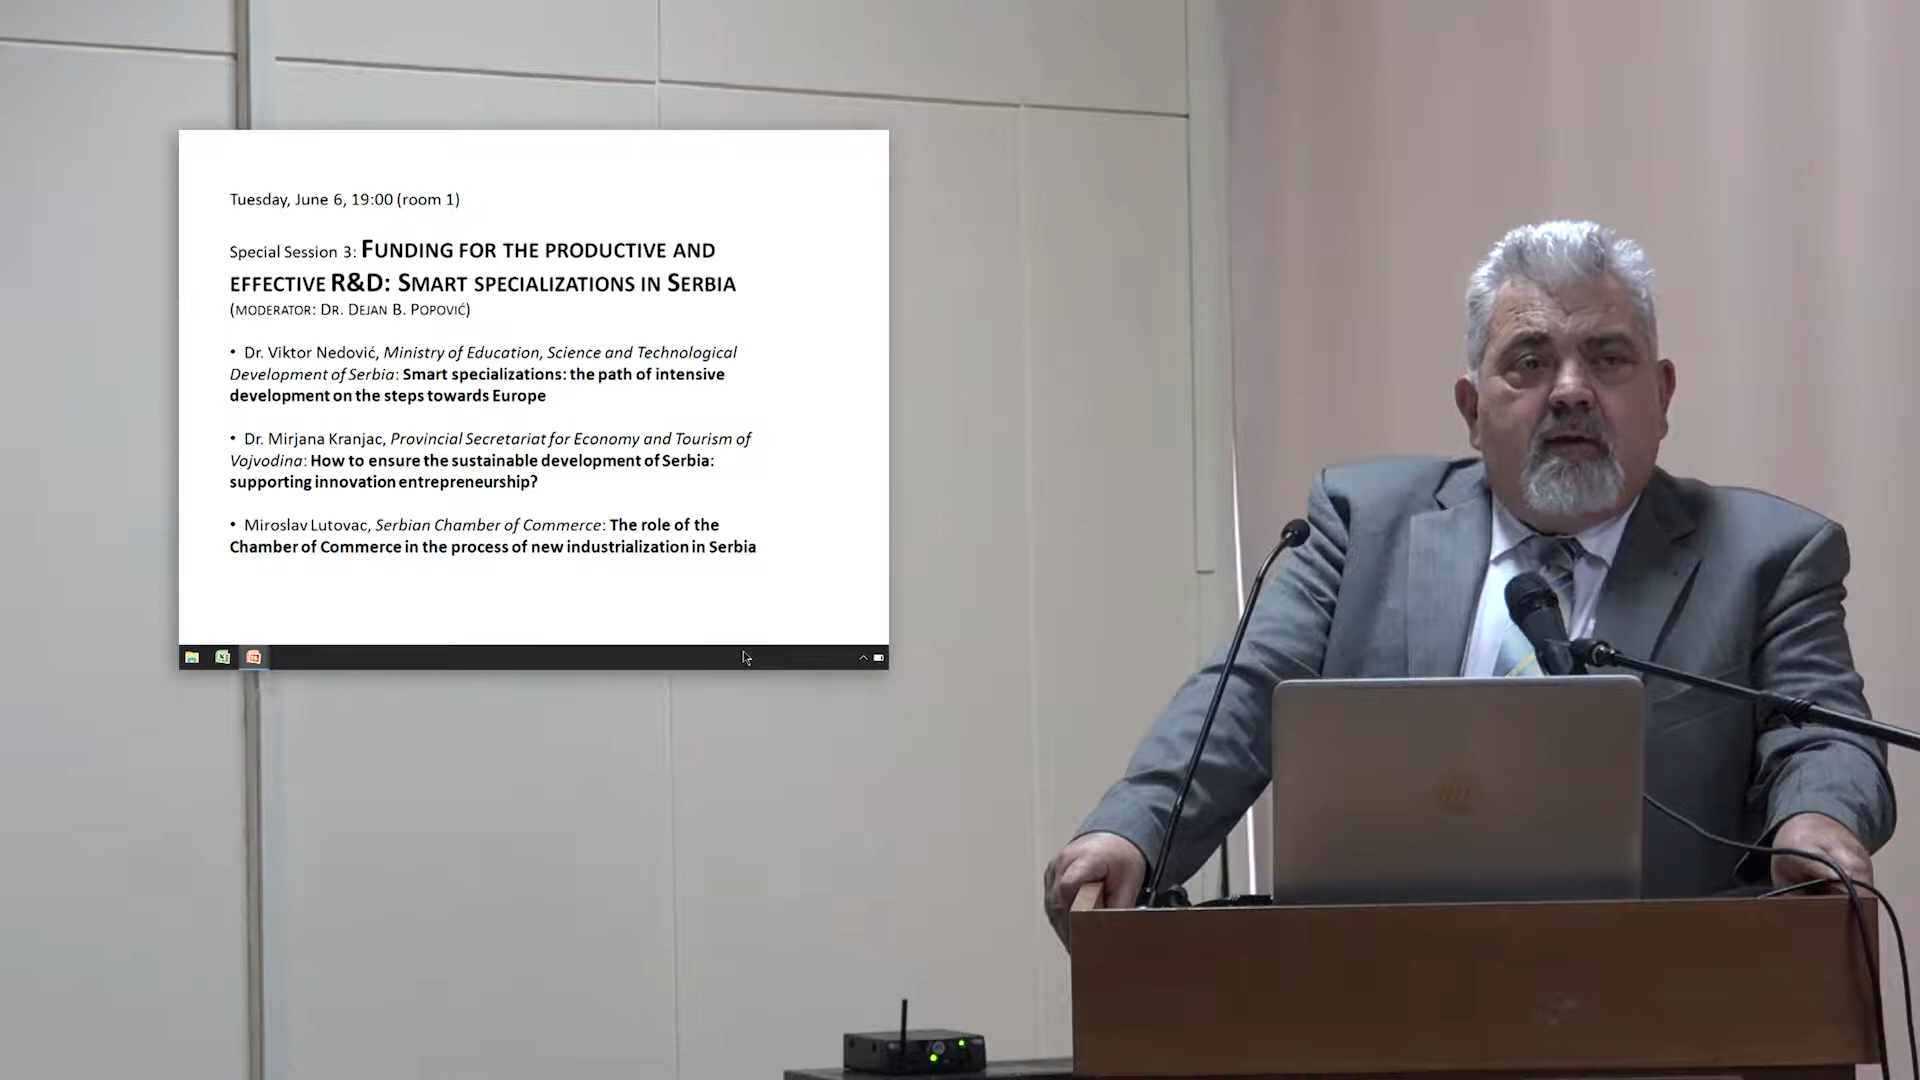 Tuesday, June 6, 19:00 (room 1)
Special Session 3: FUNDING FOR THE PRODUCTIVE AND
EFFECTIVE R&D: SMART SPECIALIZATIONS IN SERBIA
(MODERATOR: DR. DEJAN B. POPOVIĆ)
• Dr. Viktor Nedović, Ministry of Education, Science and Technological
Development of Serbia: Smart specializations: the path of intensive
development on the steps towards Europe
• Dr. Mirjana Kranjac, Provincial Secretariat for Economy and Tourism of
Vojvodina: How to ensure the sustainable development of Serbia:
supporting innovation entrepreneurship?
• Miroslav Lutovac, Serbian Chamber of Commerce: The role of the
Chamber of Commerce in the process of new industrialization in Serbia